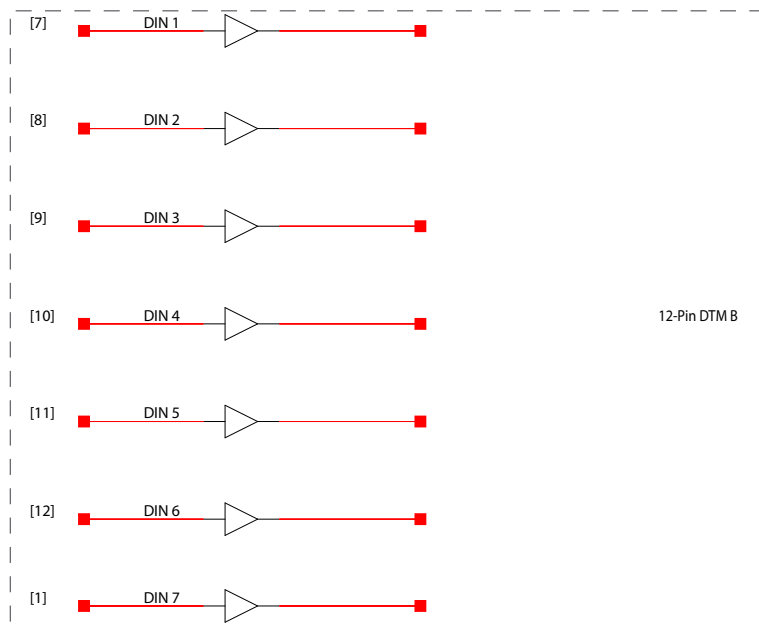 [7] DIN 1
[8] DIN 2
[9] DIN 3
[10] DIN 4 12-Pin DTM B
[11] DIN 5
[12] DIN 6
[1] DIN 7